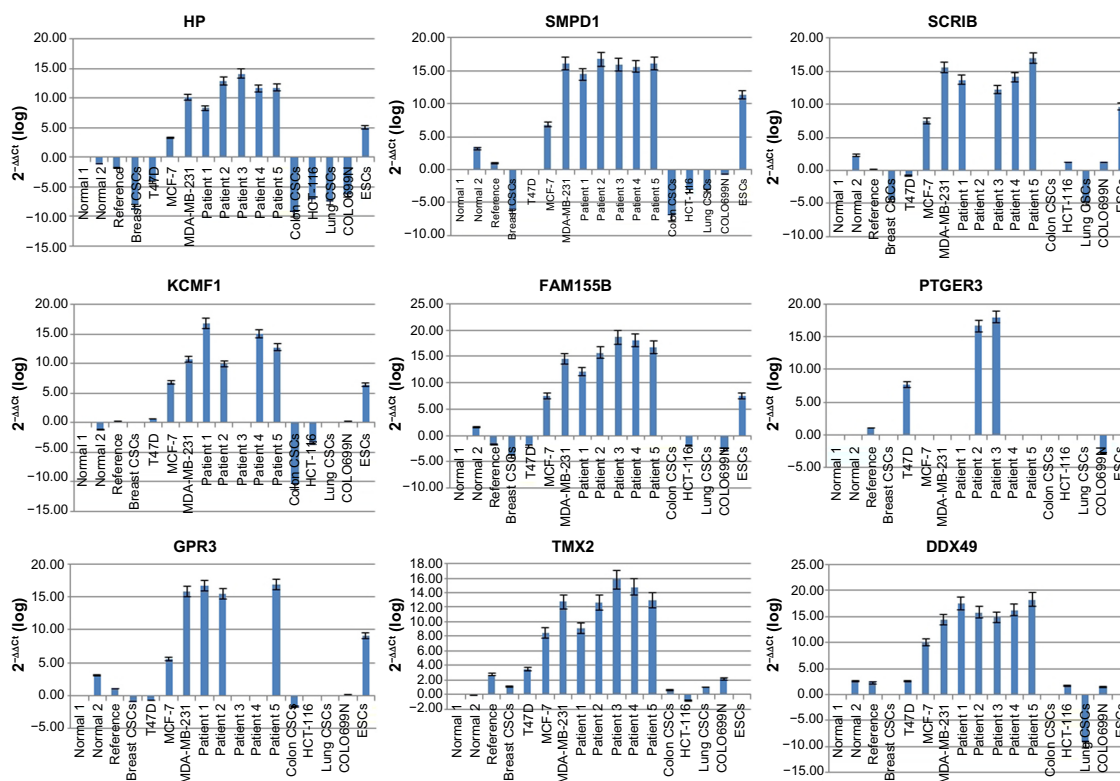 HP
2–ΔΔCt (log)
20.00
15.00
10.00
5.00
0.00
–5.00
–10.00
–15.00
Normal 1
Normal 2
Reference
Breast CSCs
T47D
MCF-7
MDA-MB-231
Patient 1
Patient 2
Patient 3
Patient 4
Patient 5
Colon CSCs
HCT-116
Lung CSCs
COLO699N
ESCs
SMPD1
2–ΔΔCt (log)
20.00
15.00
10.00
5.00
0.00
–5.00
–10.00
Normal 1
Normal 2
Reference
Breast CSCs
T47D
MCF-7
MDA-MB-231
Patient 1
Patient 2
Patient 3
Patient 4
Patient 5
Colon CSCs
HCT-116
Lung CSCs
COLO699N
ESCs
SCRIB
2–ΔΔCt (log)
20.00
15.00
10.00
5.00
0.00
–5.00
–10.00
Normal 1
Normal 2
Reference
Breast CSCs
T47D
MCF-7
MDA-MB-231
Patient 1
Patient 2
Patient 3
Patient 4
Patient 5
Colon CSCs
HCT-116
Lung CSCs
COLO699N
ESCs
KCMF1
2–ΔΔCt (log)
20.00
15.00
10.00
5.00
0.00
–5.00
–10.00
–15.00
Normal 1
Normal 2
Reference
Breast CSCs
T47D
MCF-7
MDA-MB-231
Patient 1
Patient 2
Patient 3
Patient 4
Patient 5
Colon CSCs
HCT-116
Lung CSCs
COLO699N
ESCs
FAM155B
2–ΔΔCt (log)
25.00
20.00
15.00
10.00
5.00
0.00
–5.00
–10.00
Normal 1
Normal 2
Reference
Breast CSCs
T47D
MCF-7
MDA-MB-231
Patient 1
Patient 2
Patient 3
Patient 4
Patient 5
Colon CSCs
HCT-116
Lung CSCs
COLO699N
ESCs
PTGER3
2–ΔΔCt (log)
20.00
15.00
10.00
5.00
0.00
–5.00
Normal 1
Normal 2
Reference
Breast CSCs
T47D
MCF-7
MDA-MB-231
Patient 1
Patient 2
Patient 3
Patient 4
Patient 5
Colon CSCs
HCT-116
Lung CSCs
COLO699N
ESCs
GPR3
2–ΔΔCt (log)
20.00
15.00
10.00
5.00
0.00
–5.00
Normal 1
Normal 2
Reference
Breast CSCs
T47D
MCF-7
MDA-MB-231
Patient 1
Patient 2
Patient 3
Patient 4
Patient 5
Colon CSCs
HCT-116
Lung CSCs
COLO699N
ESCs
TMX2
2–ΔΔCt (log)
18.00
16.00
14.00
12.00
10.00
8.00
6.00
4.00
2.00
0.00
–2.00
Normal 1
Normal 2
Reference
Breast CSCs
T47D
MCF-7
MDA-MB-231
Patient 1
Patient 2
Patient 3
Patient 4
Patient 5
Colon CSCs
HCT-116
Lung CSCs
COLO699N
ESCs
DDX49
2–ΔΔCt (log)
25.00
20.00
15.00
10.00
5.00
0.00
–5.00
–10.00
–15.00
Normal 1
Normal 2
Reference
Breast CSCs
T47D
MCF-7
MDA-MB-231
Patient 1
Patient 2
Patient 3
Patient 4
Patient 5
Colon CSCs
HCT-116
Lung CSCs
COLO699N
ESCs